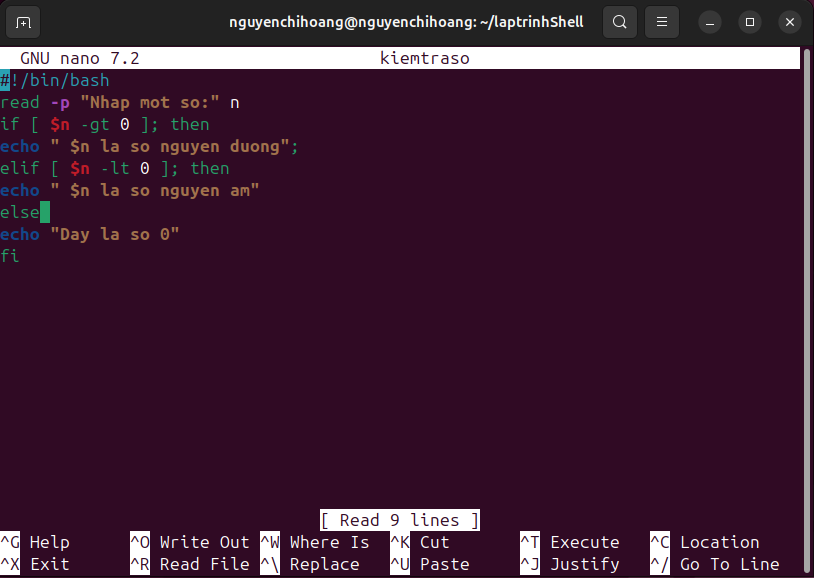 nguyenchihoang@nguyenchihoang: ~/laptrinhShell
GNU nano 7.2 kiemtraso
#!/bin/bash
read -p "Nhap mot so:" n
if [ $n -gt 0 ]; then
echo " $n la so nguyen duong";
elif [ $n -lt 0 ]; then
echo " $n la so nguyen am"
else
echo "Day la so 0"
fi
[ Read 9 lines ]
^G Help ^O Write Out ^W Where Is ^K Cut ^T Execute ^C Location
^X Exit ^R Read File ^\ Replace ^U Paste ^J Justify ^/ Go To Line